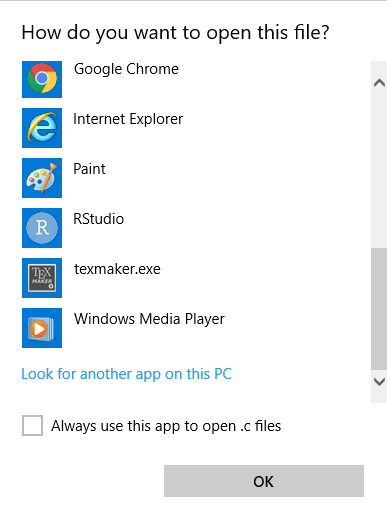 How do you want to open this file?
Google Chrome
Internet Explorer
Paint
R
RStudio
TEX
MAKER
texmaker.exe
Windows Media Player
Look for another app on this PC
Always use this app to open .c files
OK